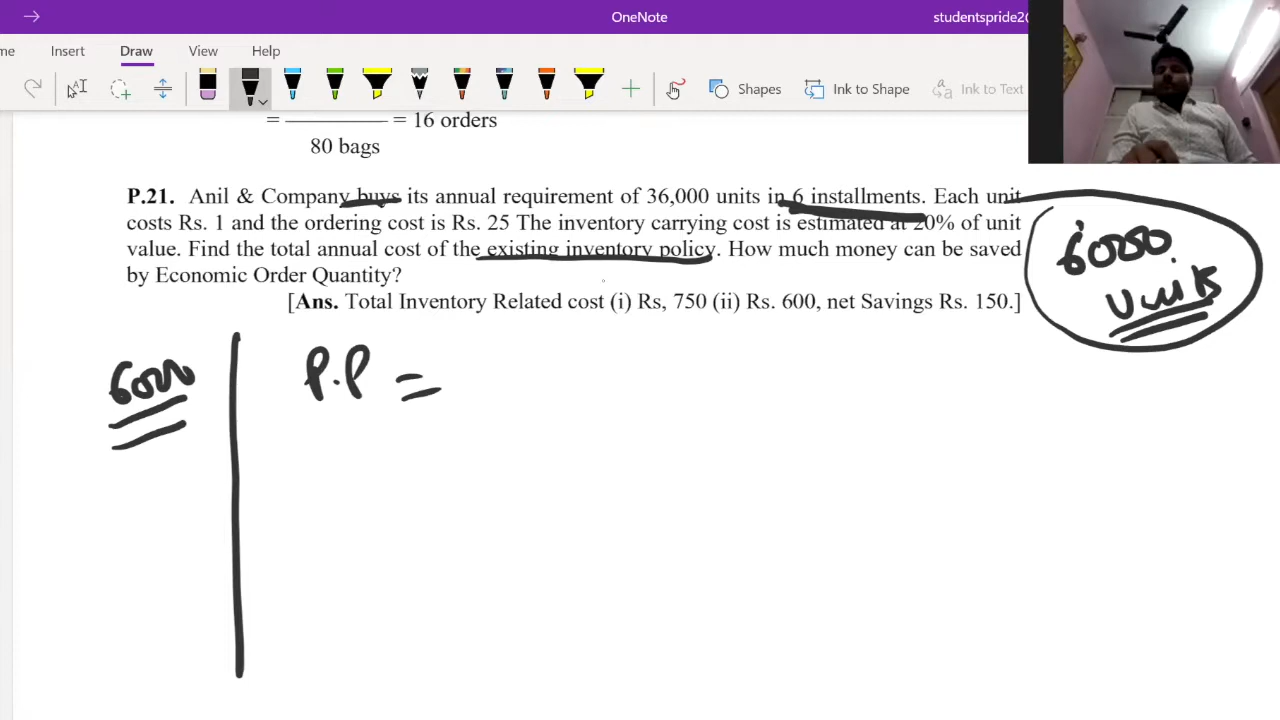 OneNote
studentspride2
me Insert Draw View Help
Shapes Ink to Shape Ink to Text
= ———— = 16 orders
80 bags
P.21. Anil & Company buys its annual requirement of 36,000 units in 6 installments. Each unit
costs Rs. 1 and the ordering cost is Rs. 25 The inventory carrying cost is estimated at 20% of unit
value. Find the total annual cost of the existing inventory policy. How much money can be saved
by Economic Order Quantity?
[Ans. Total Inventory Related cost (i) Rs, 750 (ii) Rs. 600, net Savings Rs. 150.]
6000
units
6000
P.P =